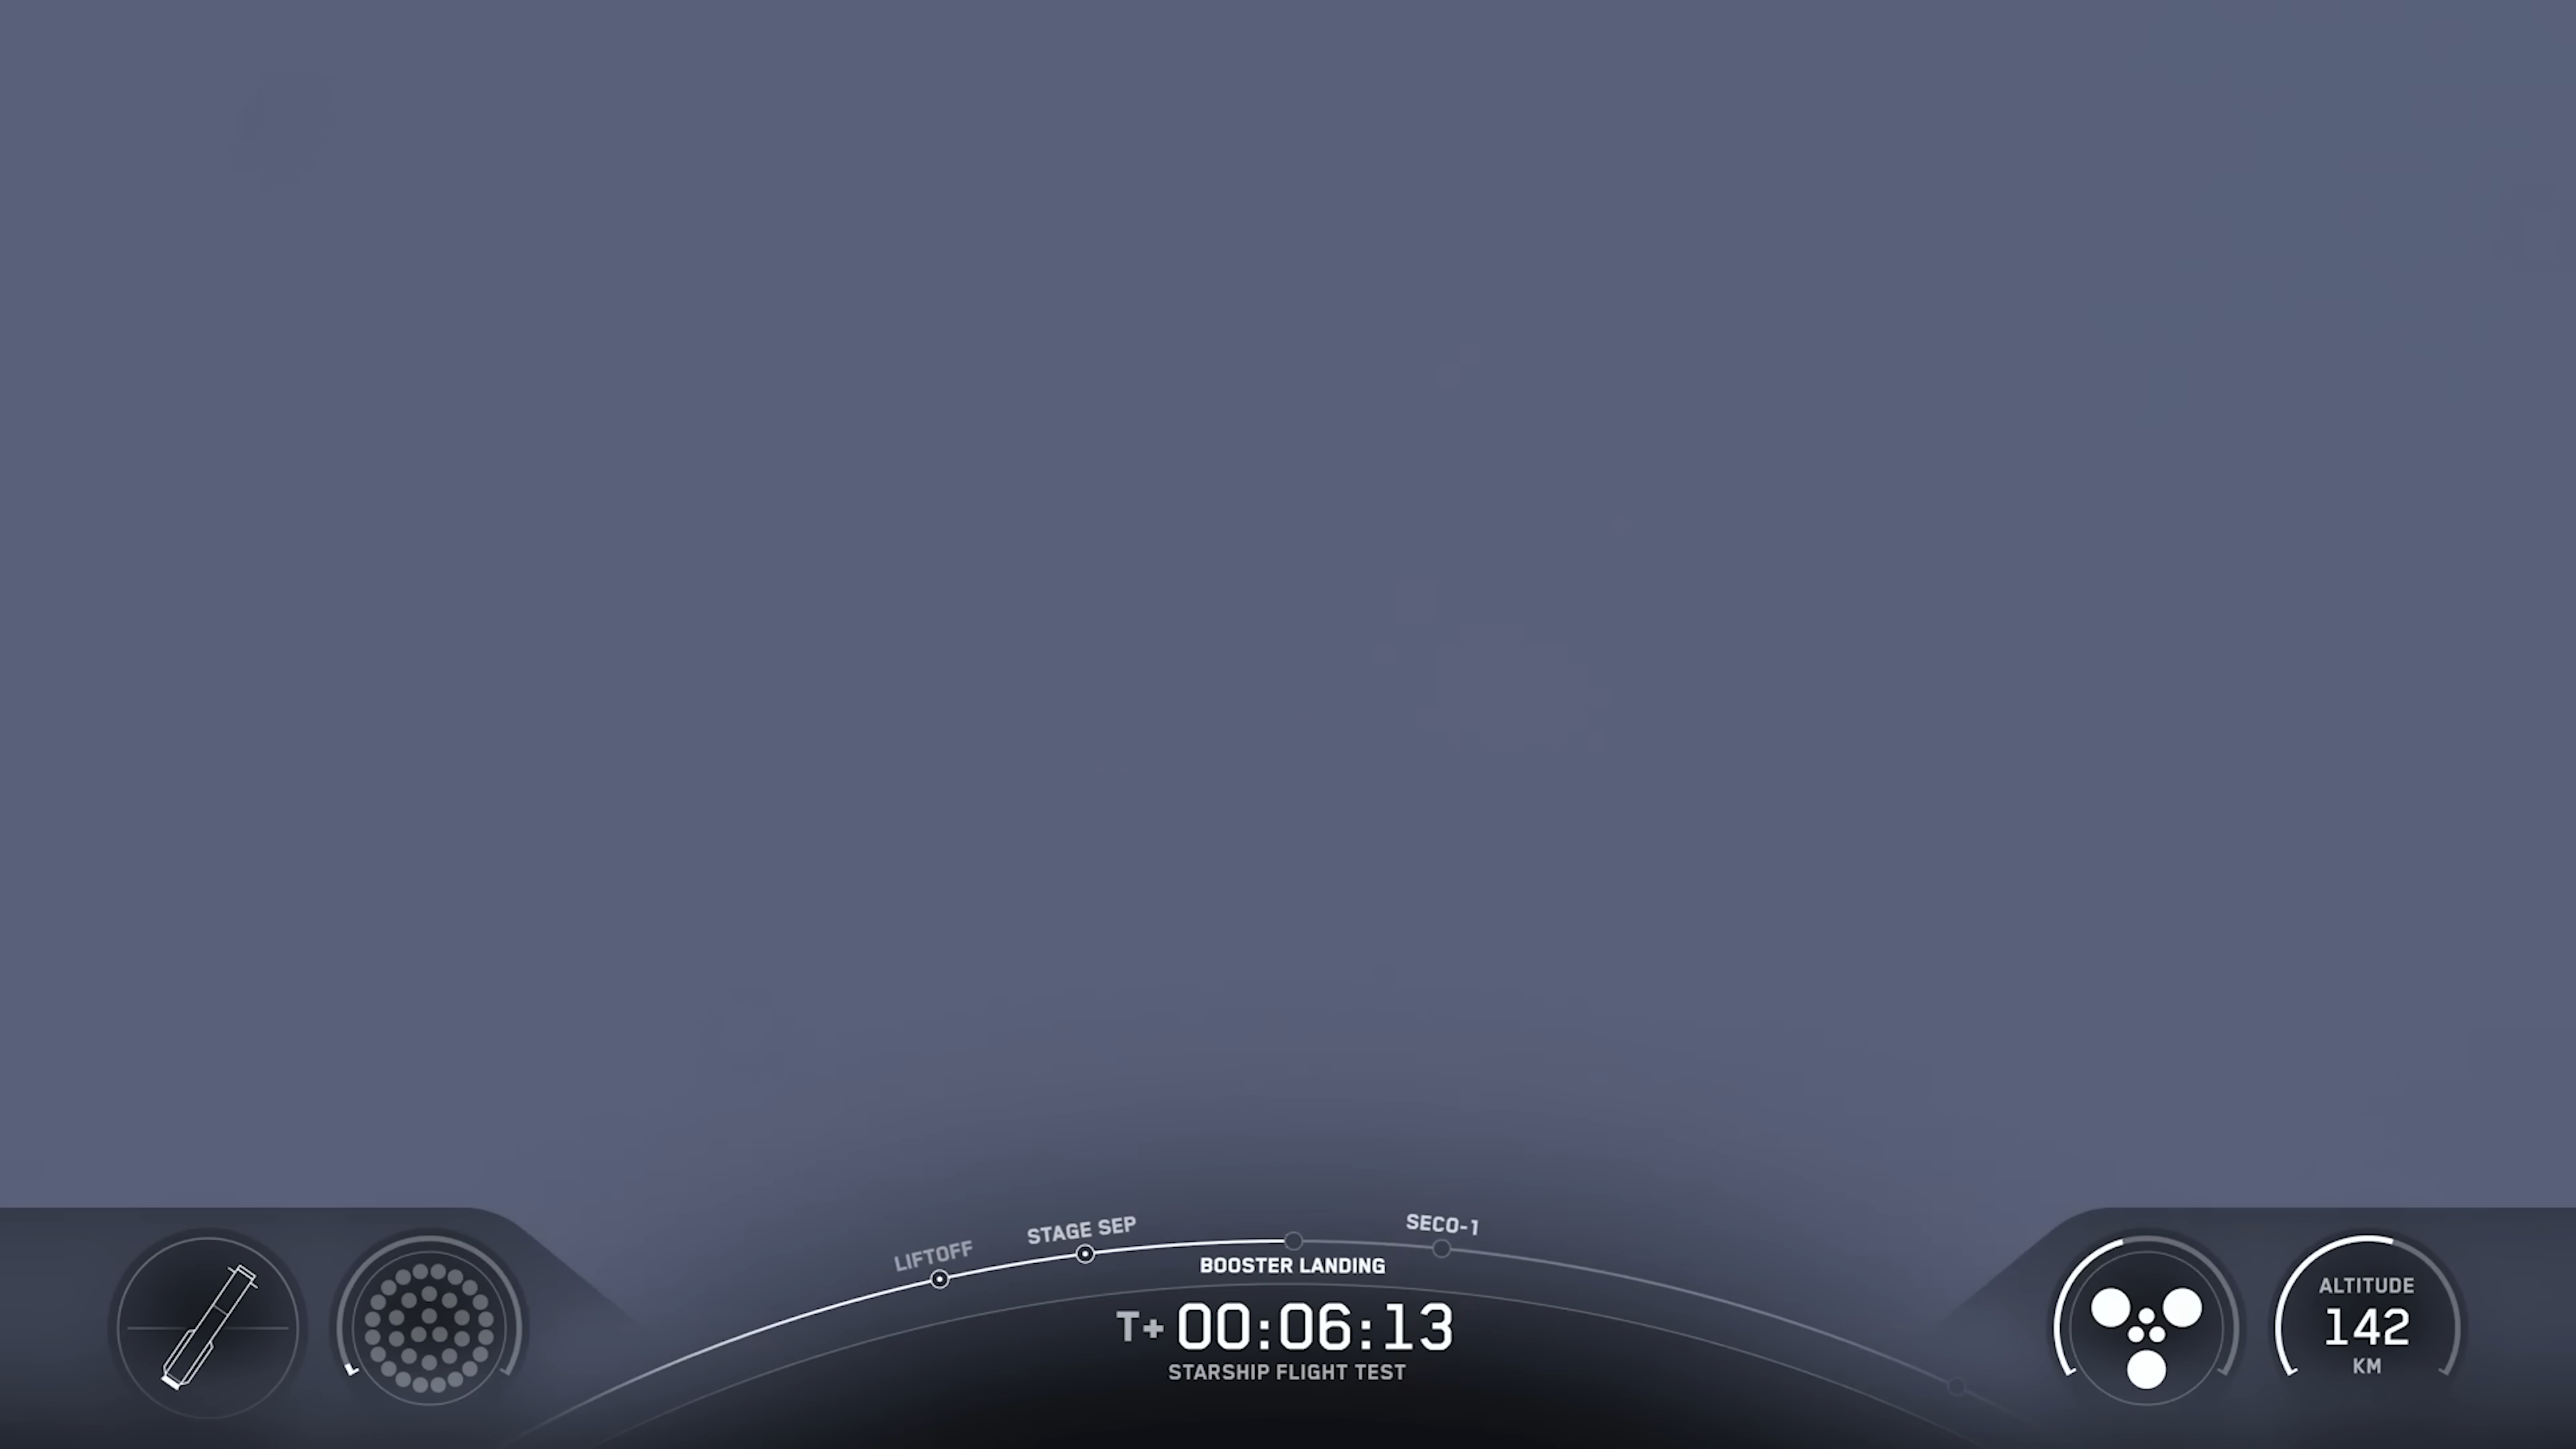 LIFTOFF
STAGE SEP
BOOSTER LANDING
SECO-1
T+ 00:06:13
STARSHIP FLIGHT TEST
ALTITUDE
142
KM